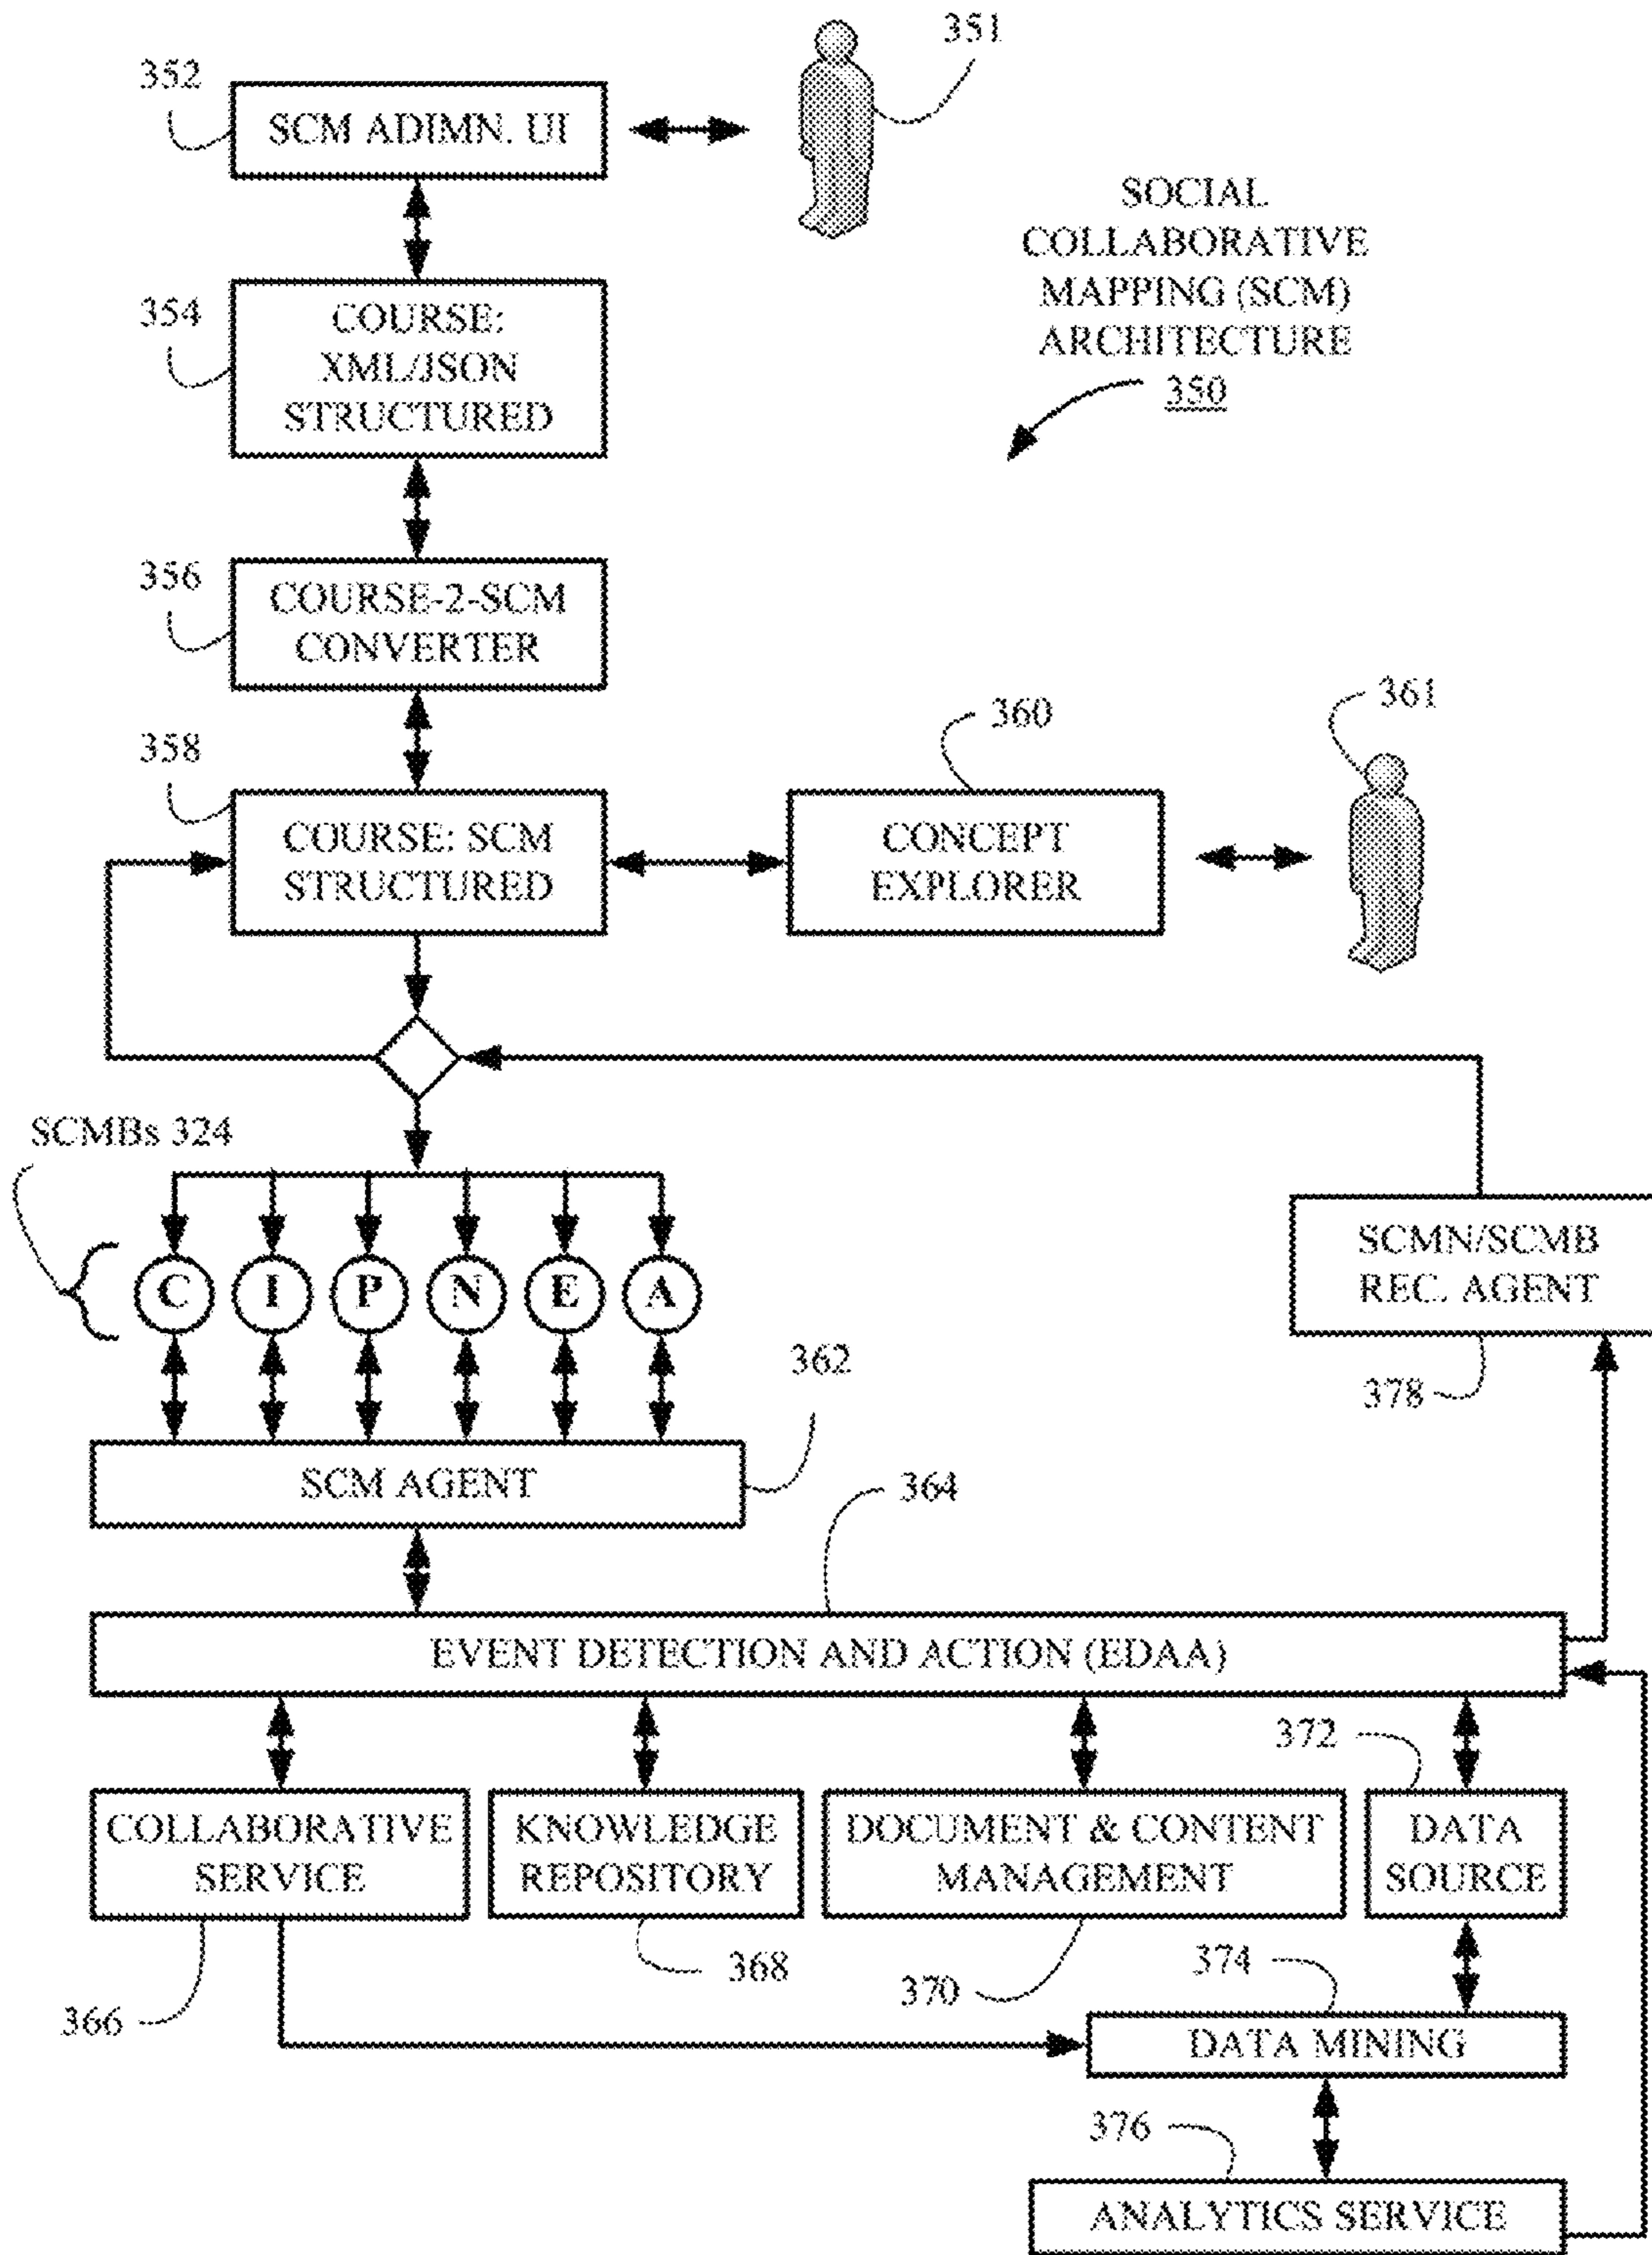 351
352
SCM ADIMN. UI
SOCIAL
COLLABORATIVE
MAPPING (SCM)
ARCHITECTURE
350
354
COURSE:
XML/JSON
STRUCTURED
356
COURSE-2-SCM
CONVERTER
358
COURSE: SCM
STRUCTURED
360
CONCEPT
EXPLORER
361
SCMBs 324
C I P N E A
SCMN/SCMB
REC. AGENT
378
362
SCM AGENT
364
EVENT DETECTION AND ACTION (EDAA)
372
COLLABORATIVE
SERVICE
KNOWLEDGE
REPOSITORY
DOCUMENT & CONTENT
MANAGEMENT
DATA
SOURCE
366
368
370
374
DATA MINING
376
ANALYTICS SERVICE